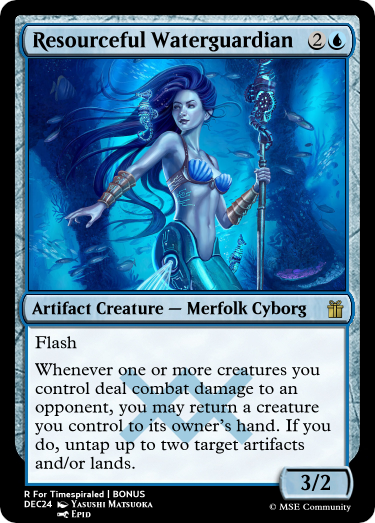 Resourceful Waterguardian 2
Artifact Creature — Merfolk Cyborg
Flash
Whenever one or more creatures you
control deal combat damage to an
opponent, you may return a creature
you control to its owner's hand. If you
do, untap up to two target artifacts
and/or lands.
3/2
R For Timespiraled | BONUS
DEC24 Yasushi Matsuoka
Epid
© MSE Community